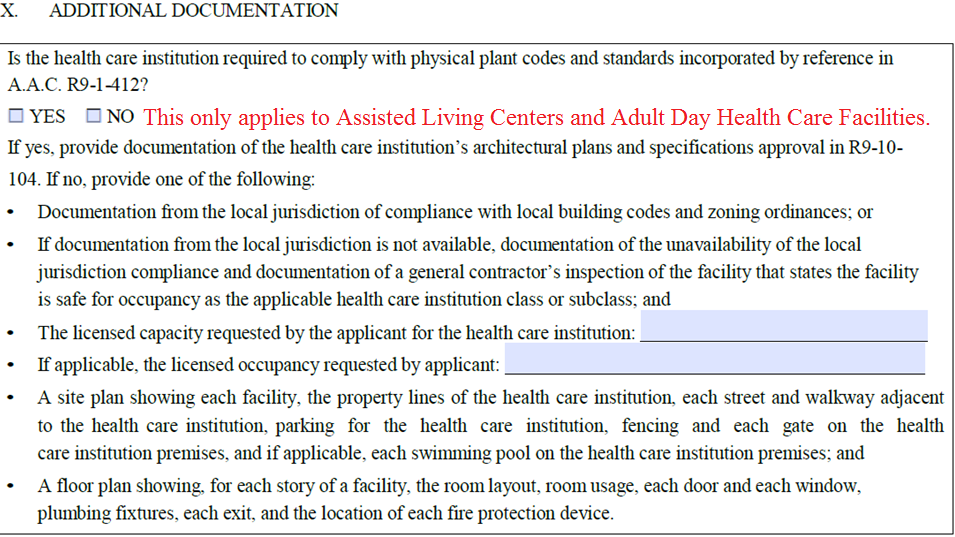 X. ADDITIONAL DOCUMENTATION
Is the health care institution required to comply with physical plant codes and standards incorporated by reference in
A.A.C. R9-1-412?
☐ YES ☐ NO This only applies to Assisted Living Centers and Adult Day Health Care Facilities.
If yes, provide documentation of the health care institution's architectural plans and specifications approval in R9-10-
104. If no, provide one of the following:
• Documentation from the local jurisdiction of compliance with local building codes and zoning ordinances; or
• If documentation from the local jurisdiction is not available, documentation of the unavailability of the local
jurisdiction compliance and documentation of a general contractor's inspection of the facility that states the facility
is safe for occupancy as the applicable health care institution class or subclass; and
• The licensed capacity requested by the applicant for the health care institution:
• If applicable, the licensed occupancy requested by applicant:
• A site plan showing each facility, the property lines of the health care institution, each street and walkway adjacent
to the health care institution, parking for the health care institution, fencing and each gate on the health
care institution premises, and if applicable, each swimming pool on the health care institution premises; and
• A floor plan showing, for each story of a facility, the room layout, room usage, each door and each window,
plumbing fixtures, each exit, and the location of each fire protection device.